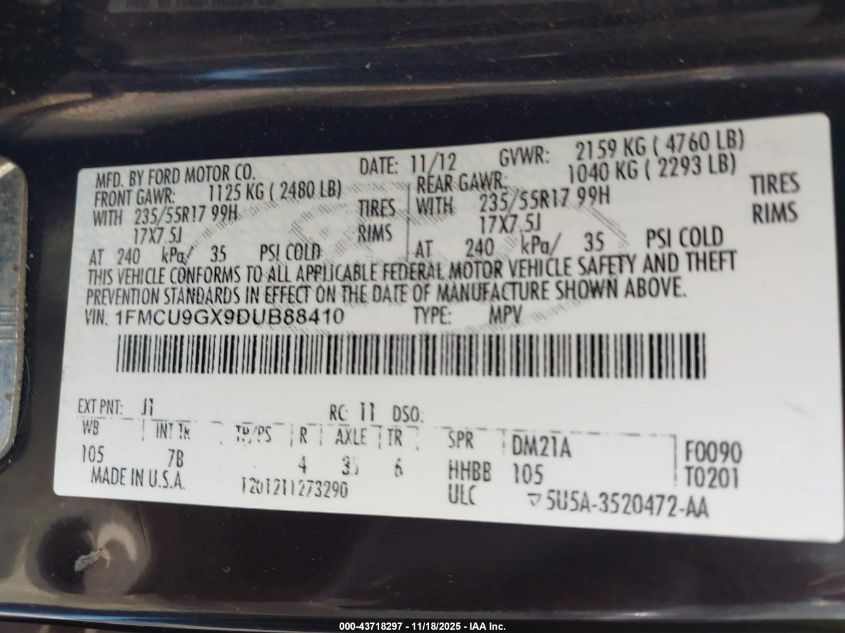 MFD. BY FORD MOTOR CO. DATE: 11/12 GVWR: 2159 KG ( 4760 LB)
FRONT GAWR: 1125 KG ( 2480 LB) REAR GAWR: 1040 KG ( 2293 LB)
WITH 235/55R17 99H TIRES WITH 235/55R17 99H TIRES
17X7.5J RIMS 17X7.5J RIMS
AT 240 kPa/ 35 PSI COLD AT 240 kPa/ 35 PSI COLD
THIS VEHICLE CONFORMS TO ALL APPLICABLE FEDERAL MOTOR VEHICLE SAFETY AND THEFT
PREVENTION STANDARDS IN EFFECT ON THE DATE OF MANUFACTURE SHOWN ABOVE.
VIN: 1FMCU9GX9DUB88410 TYPE: MPV
EXT PNT: J1 RC: 11 DSO:
WB INT TR TP/PS R AXLE TR SPR DM21A F0090
105 7B 4 6 HHBB 105 T0201
MADE IN U.S.A. ULC 5U5A-3520472-AA
000-43718297 - 11/18/2025 - IAA Inc.